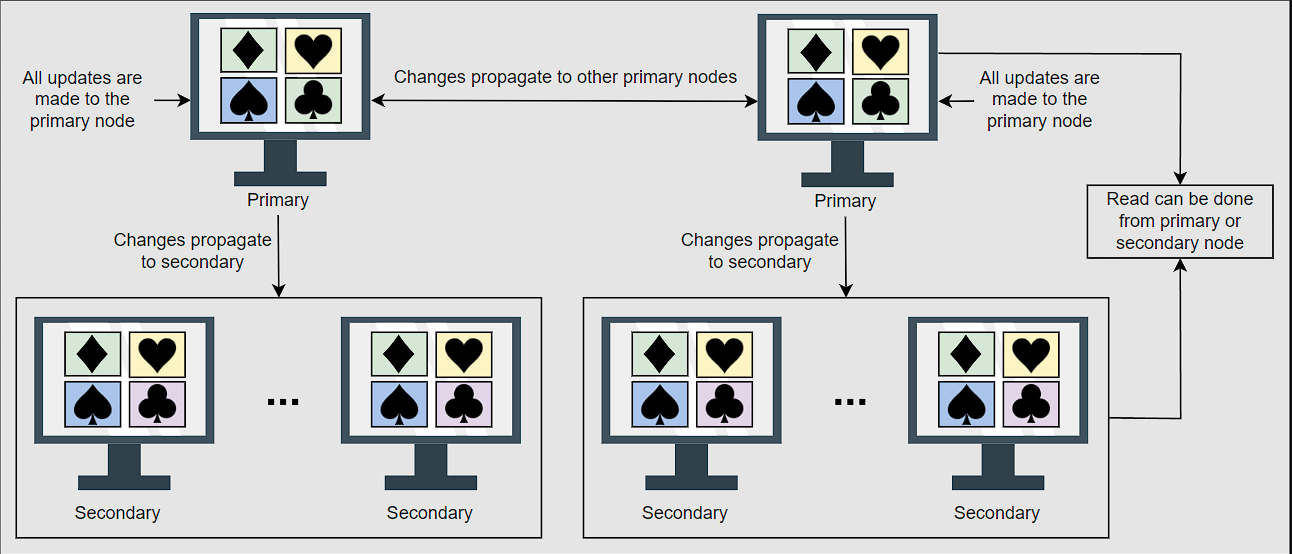 All updates are
made to the
primary node
Changes propagate to other primary nodes
All updates are
made to the
primary node
Primary
Primary
Read can be done
from primary or
secondary node
Changes propagate
to secondary
Changes propagate
to secondary
...
...
Secondary
Secondary
Secondary
Secondary